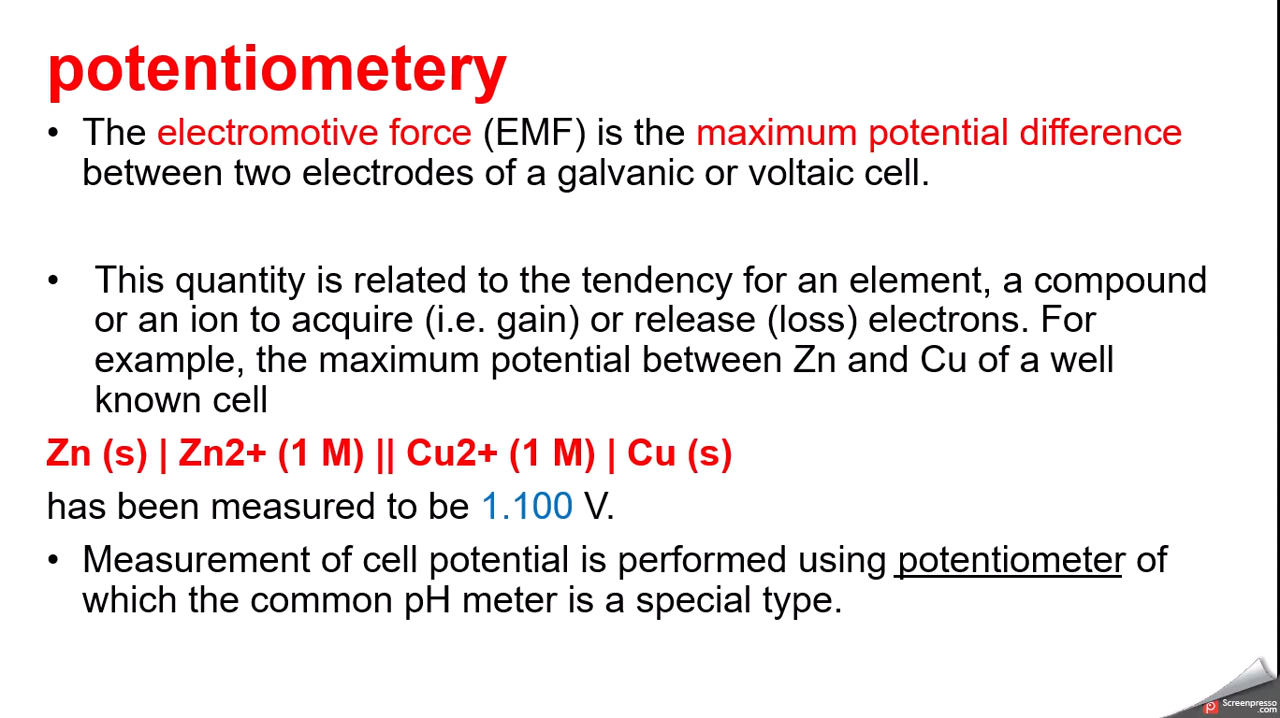 potentiometery
• The electromotive force (EMF) is the maximum potential difference
between two electrodes of a galvanic or voltaic cell.
• This quantity is related to the tendency for an element, a compound
or an ion to acquire (i.e. gain) or release (loss) electrons. For
example, the maximum potential between Zn and Cu of a well
known cell
Zn (s) | Zn2+ (1 M) || Cu2+ (1 M) | Cu (s)
has been measured to be 1.100 V.
• Measurement of cell potential is performed using potentiometer of
which the common pH meter is a special type.
Screenpresso
.com